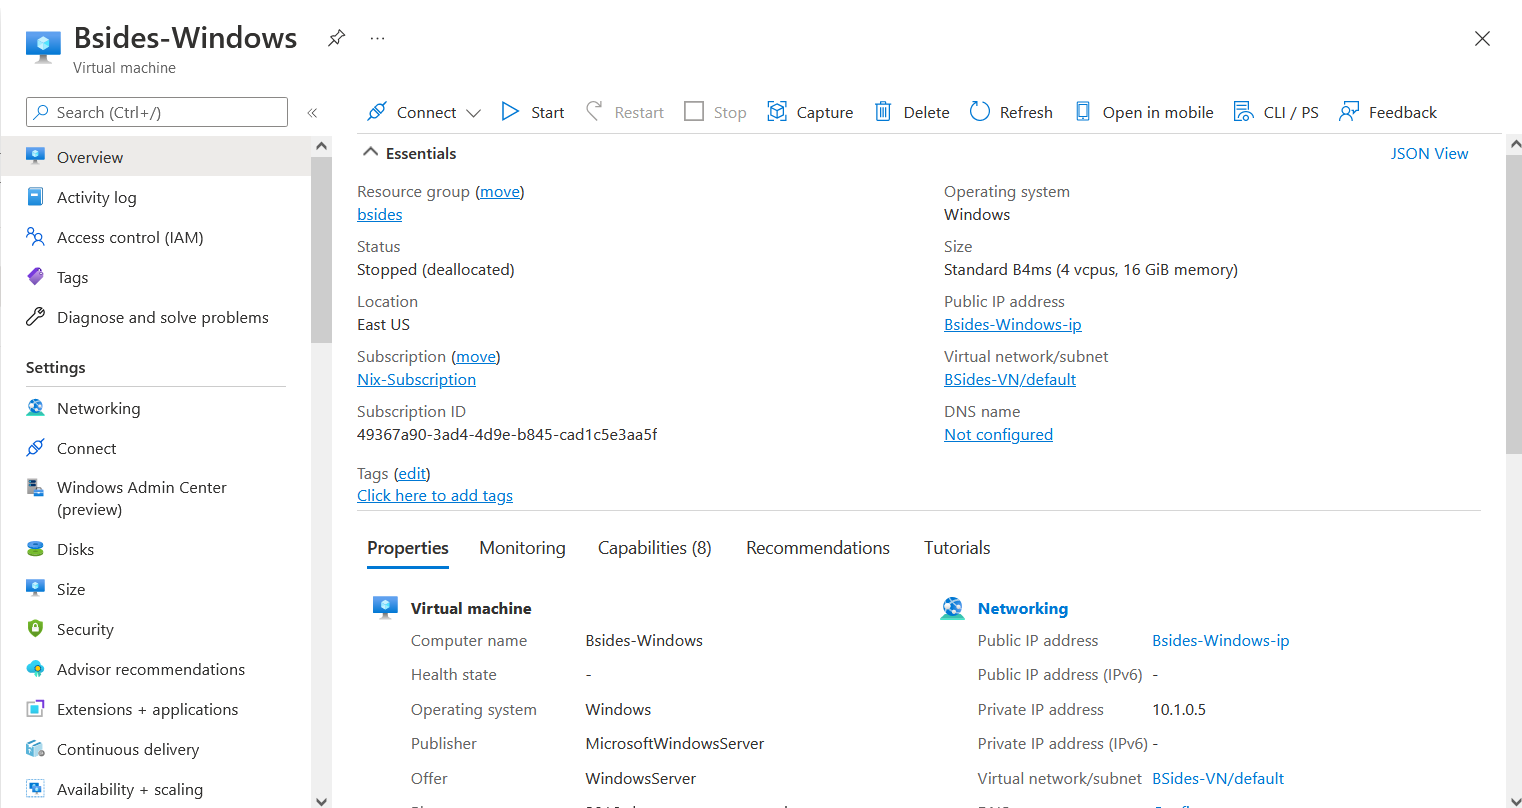 Bsides-Windows
Virtual machine
Search (Ctrl+/)
Connect Start Restart Stop Capture Delete Refresh Open in mobile CLI / PS Feedback
Overview
Activity log
Access control (IAM)
Tags
Diagnose and solve problems
Settings
Networking
Connect
Windows Admin Center
(preview)
Disks
Size
Security
Advisor recommendations
Extensions + applications
Continuous delivery
Availability + scaling
Essentials
JSON View
Resource group (move)
bsides
Status
Stopped (deallocated)
Location
East US
Subscription (move)
Nix-Subscription
Subscription ID
49367a90-3ad4-4d9e-b845-cad1c5e3aa5f
Tags (edit)
Click here to add tags
Operating system
Windows
Size
Standard B4ms (4 vcpus, 16 GiB memory)
Public IP address
Bsides-Windows-ip
Virtual network/subnet
BSides-VN/default
DNS name
Not configured
Properties Monitoring Capabilities (8) Recommendations Tutorials
Virtual machine
Computer name Bsides-Windows
Health state -
Operating system Windows
Publisher MicrosoftWindowsServer
Offer WindowsServer
Networking
Public IP address Bsides-Windows-ip
Public IP address (IPv6) -
Private IP address 10.1.0.5
Private IP address (IPv6) -
Virtual network/subnet BSides-VN/default